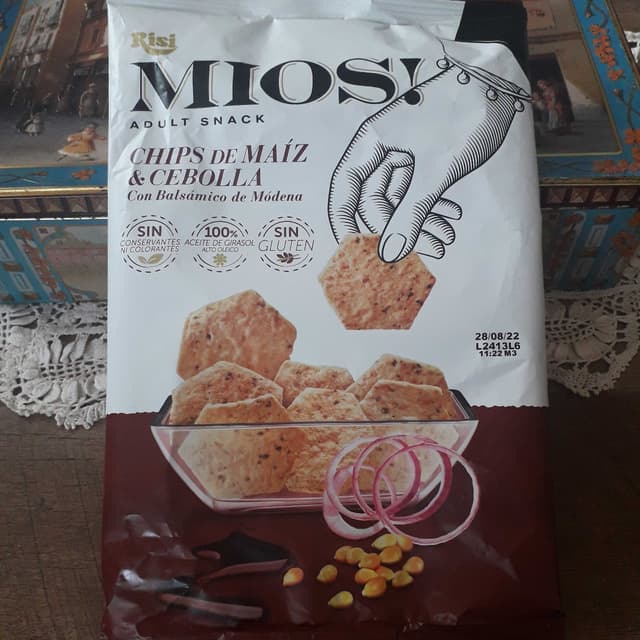 Risi
MIOS!
ADULT SNACK
CHIPS DE MAÍZ
& CEBOLLA
Con Balsámico de Módena
SIN
CONSERVANTES
NI COLORANTES
100%
ACEITE DE GIRASOL
ALTO OLEICO
SIN
GLUTEN
28/08/22
L2413L6
11:22 M3